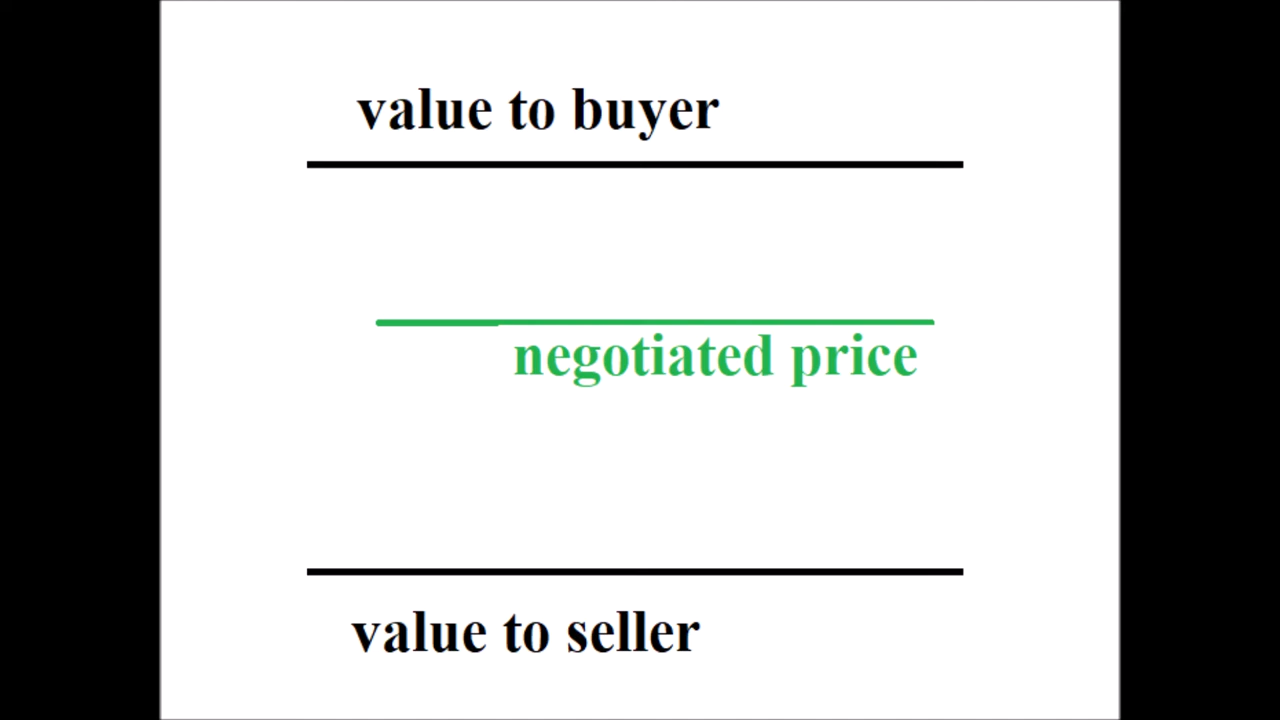 value to buyer
negotiated price
value to seller